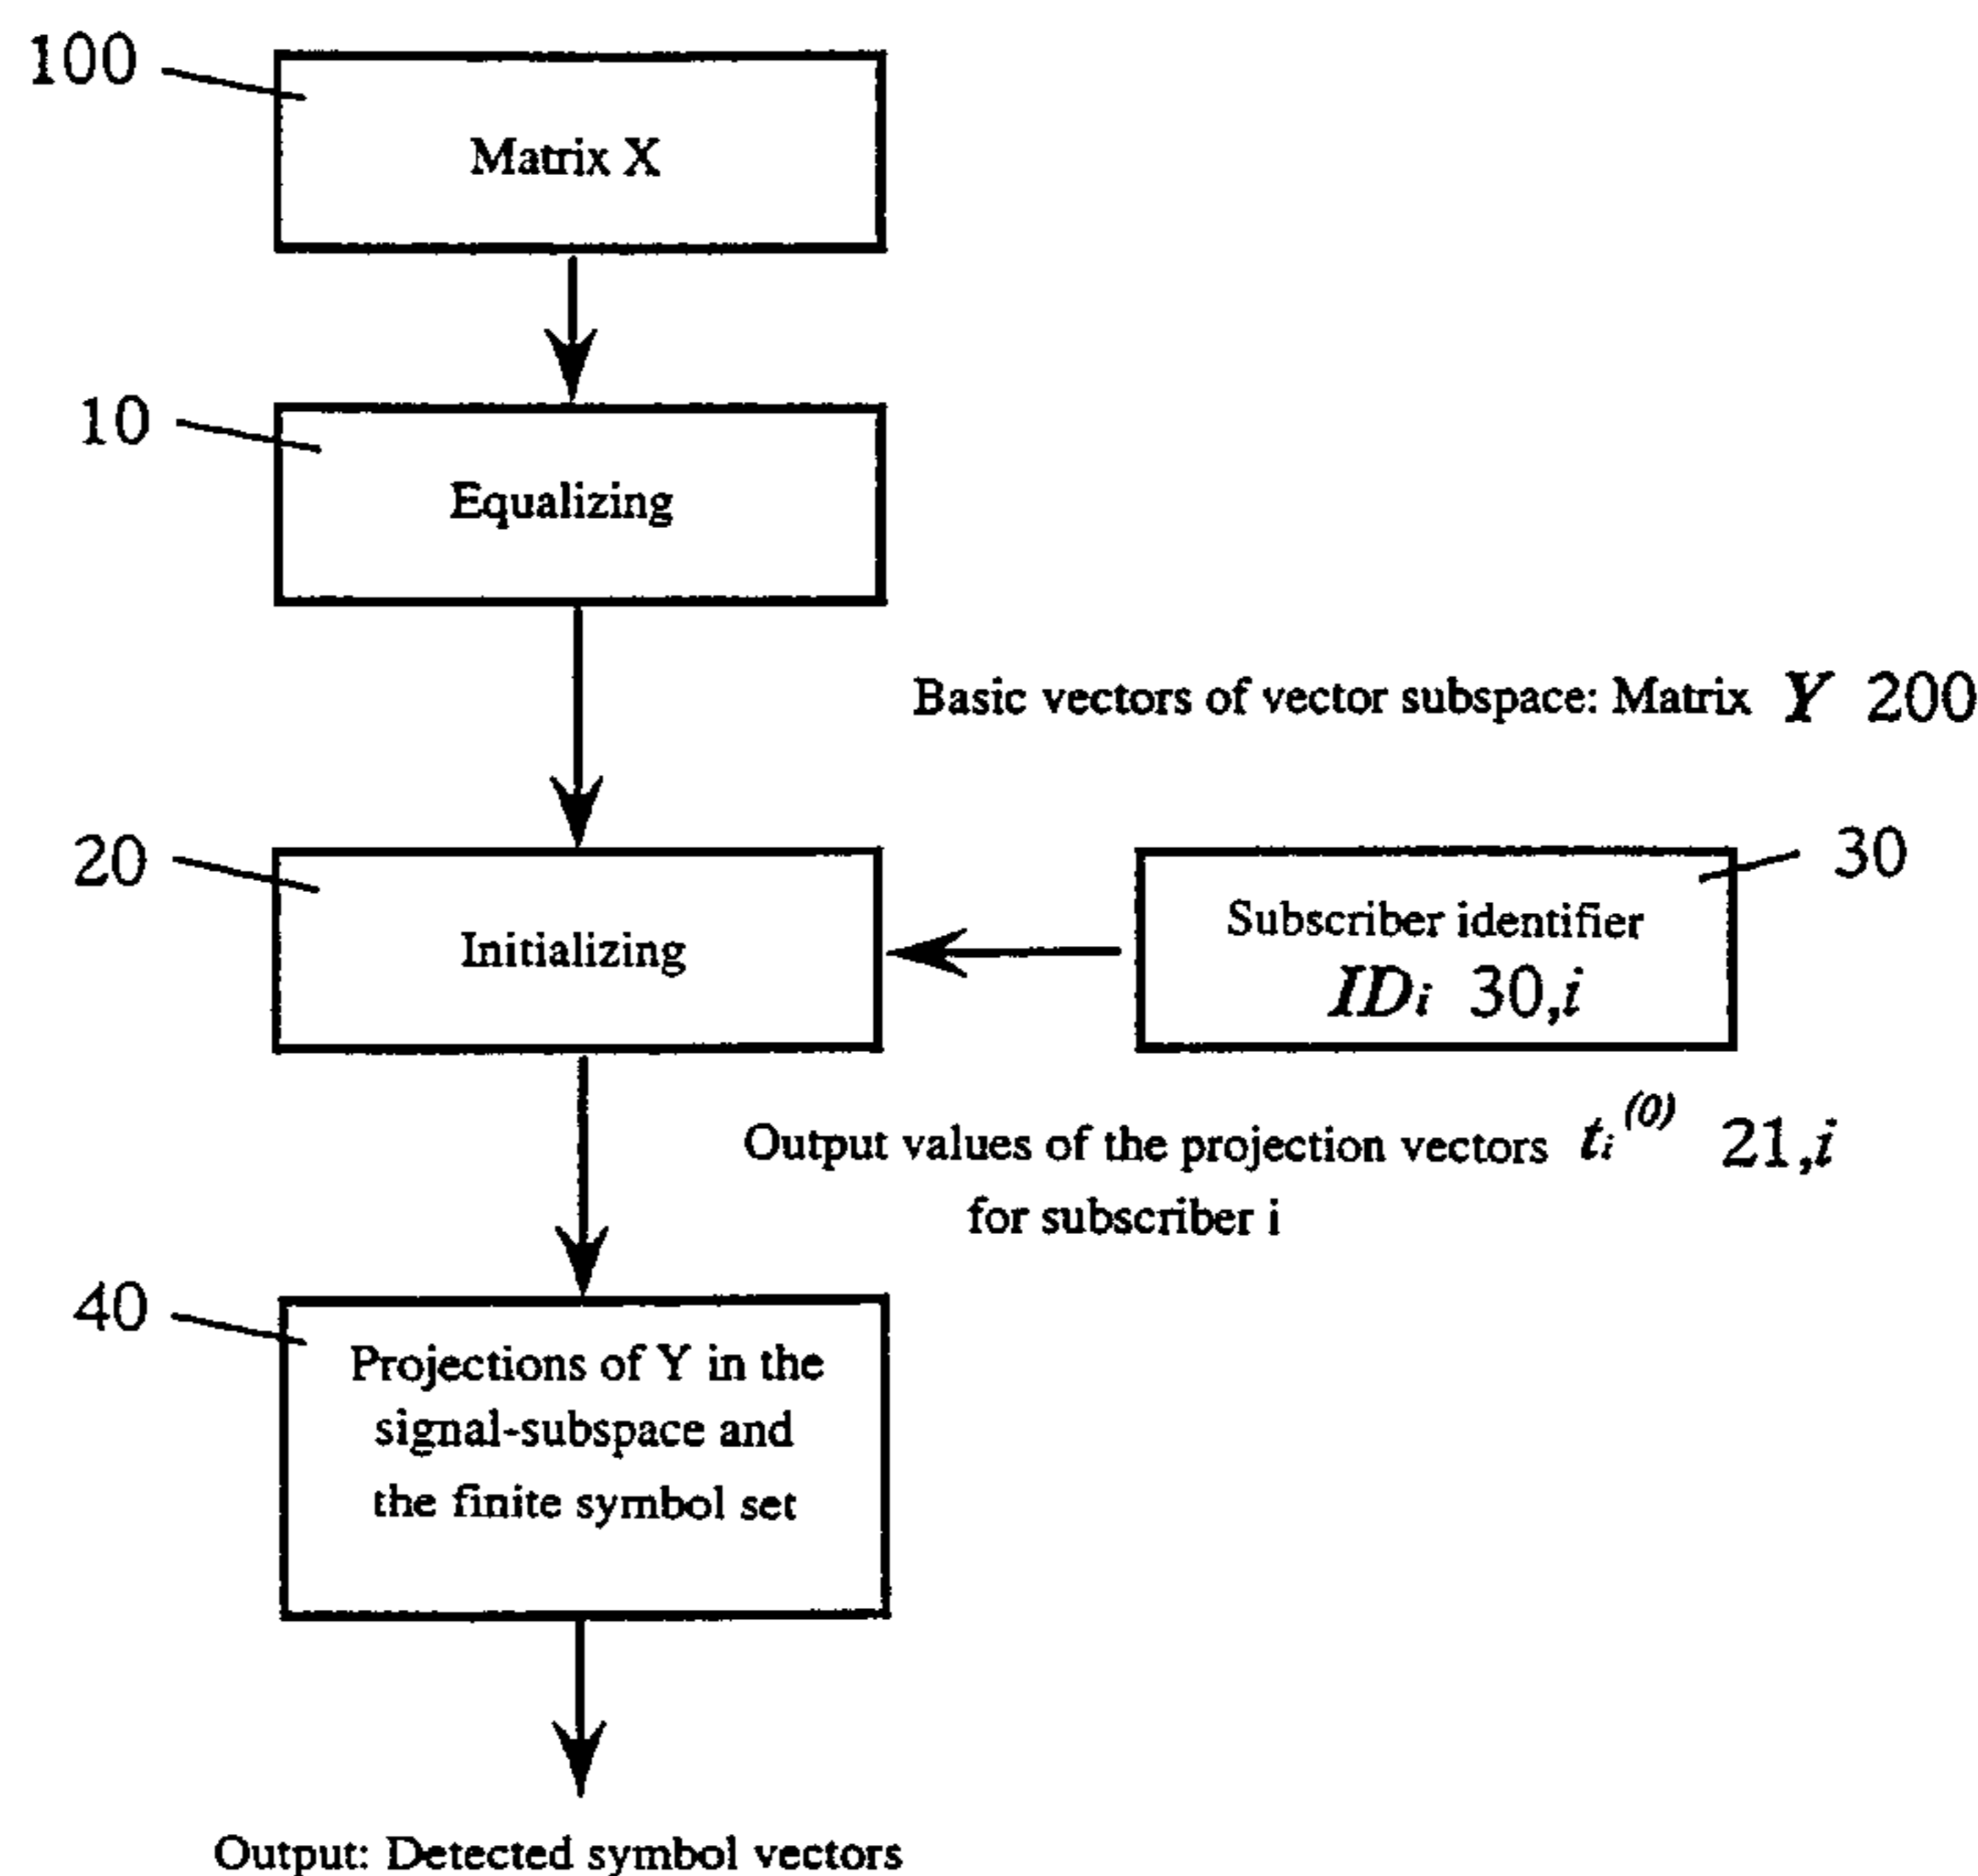 100
Matrix X
10
Equalizing
Basic vectors of vector subspace: Matrix Y 200
20
Initializing
30
Subscriber identifier
IDi 30,i
Output values of the projection vectors ti(0) 21,i
for subscriber i
40
Projections of Y in the
signal-subspace and
the finite symbol set
Output: Detected symbol vectors